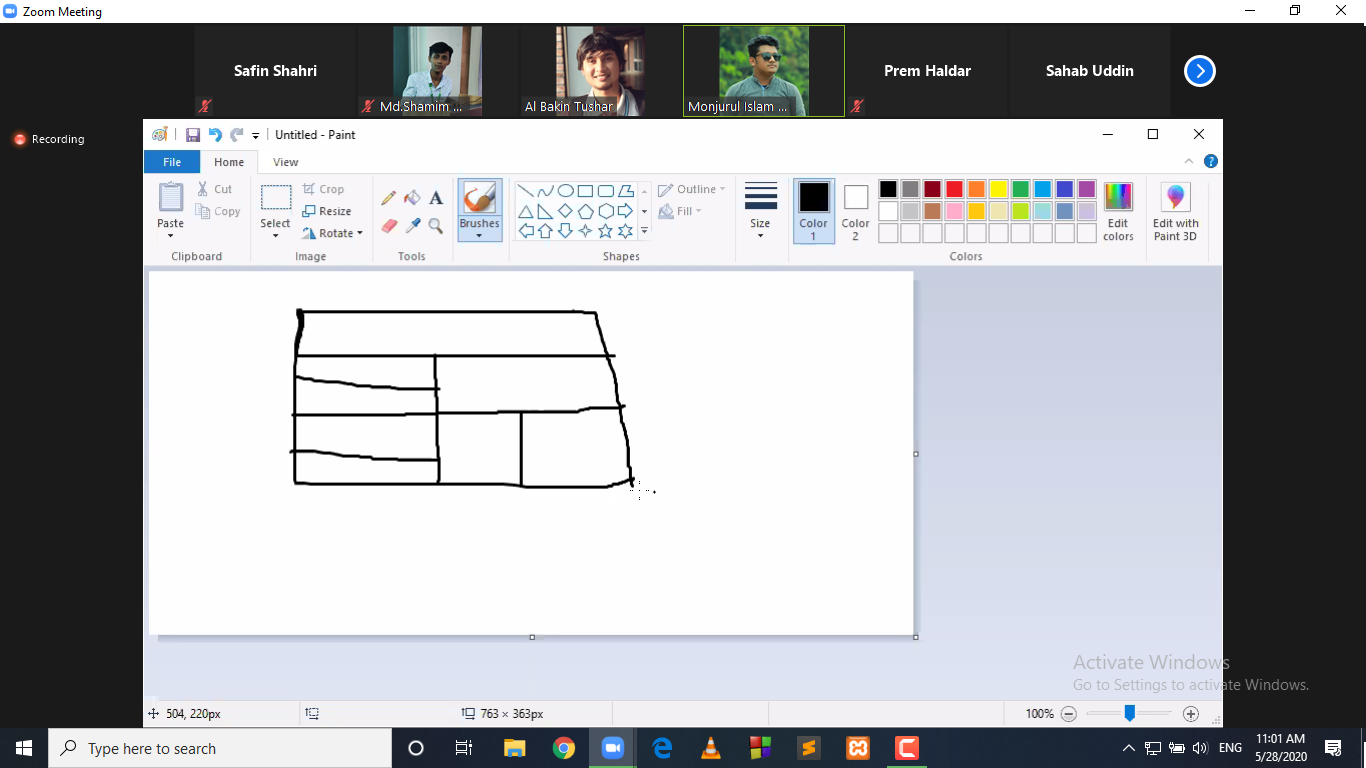 Zoom Meeting
Safin Shahri
Md.Shamim ...
Al Bakin Tushar
Monjurul Islam ...
Prem Haldar
Sahab Uddin
Recording
Untitled - Paint
File Home View
Paste
Cut
Copy
Clipboard
Select
Crop
Resize
Rotate
Image
A
Tools
Brushes
Shapes
Outline
Fill
Size
Color 1
Color 2
Edit colors
Colors
Edit with Paint 3D
?
Activate Windows
Go to Settings to activate Windows.
504, 220px
763 × 363px
100%
Type here to search
ENG
11:01 AM
5/28/2020